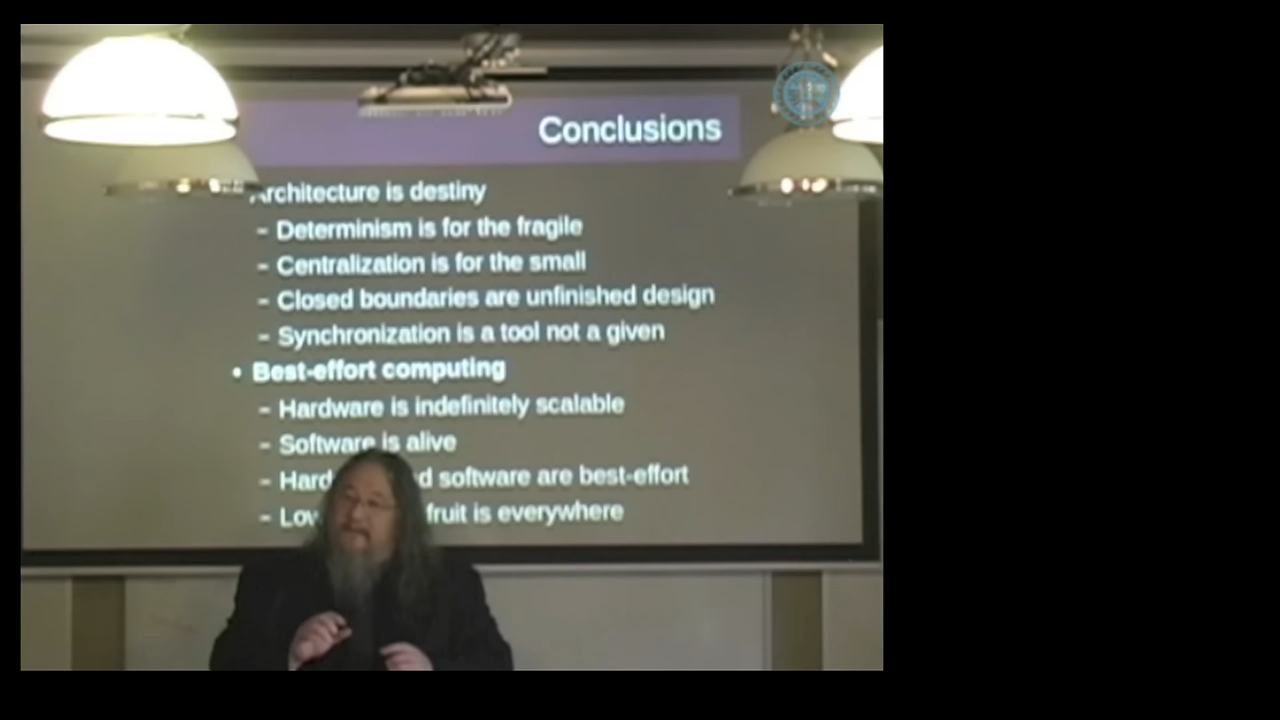 Conclusions
Architecture is destiny
– Determinism is for the fragile
– Centralization is for the small
– Closed boundaries are unfinished design
– Synchronization is a tool not a given
• Best-effort computing
– Hardware is indefinitely scalable
– Software is alive
– Hard d software are best-effort
– Low fruit is everywhere